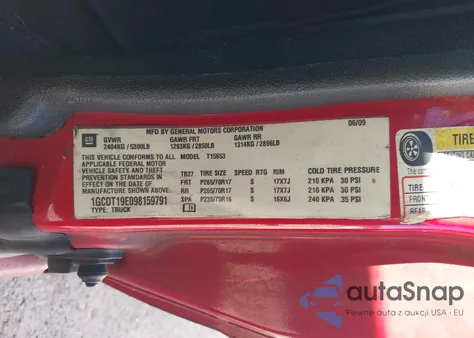 MFD BY GENERAL MOTORS CORPORATION 06/09
GM GVWR GAWR FRT GAWR RR
2404KG / 5300LB 1293KG / 2850LB 1314KG / 2896LB
THIS VEHICLE CONFORMS TO ALL MODEL T15653
APPLICABLE FEDERAL MOTOR
VEHICLE SAFETY AND THEFT TB27 TIRE SIZE SPEED RTG RIM COLD TIRE PRESSURE
PREVENTION STANDARDS IN FRT P265/70R17 S 17X7J 210 KPA 30 PSI
EFFECT ON THE DATE OF RR P265/70R17 S 17X7J 210 KPA 30 PSI
MANUFACTURE SHOWN ABOVE.
1GCDT19E098159791 SPA P235/75R16 S 16X6J 240 KPA 35 PSI
TYPE: TRUCK
TIRE
TIRE
FRONT
REAR
autoSnap
Pewne auta z aukcji USA i EU